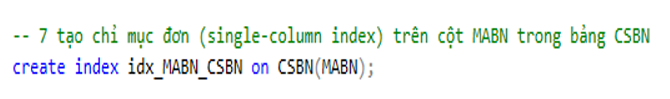 -- 7 tạo chỉ mục đơn (single-column index) trên cột MABN trong bảng CSBN
create index idx_MABN_CSBN on CSBN(MABN);